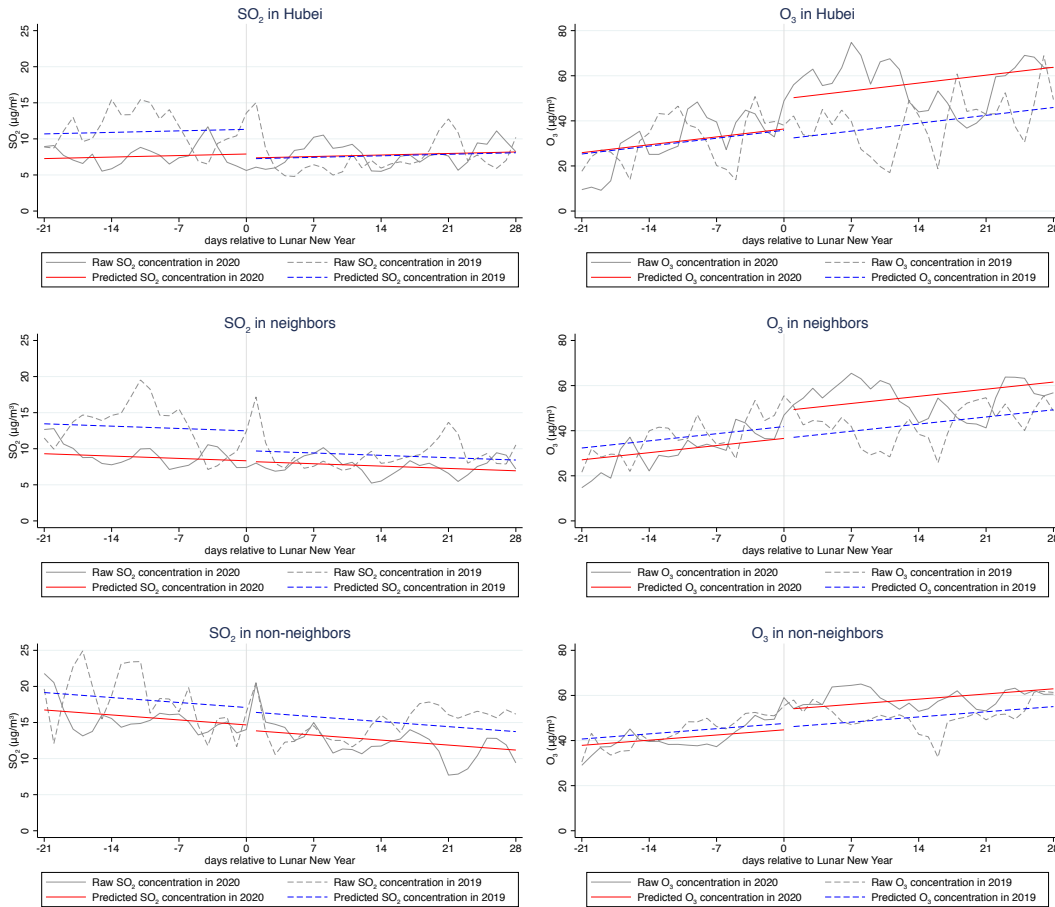 SO2 in Hubei
SO2 (µg/m³)
25
20
15
10
5
0
-21 -14 -7 0 7 14 21 28
days relative to Lunar New Year
Raw SO2 concentration in 2020 Raw SO2 concentration in 2019
Predicted SO2 concentration in 2020 Predicted SO2 concentration in 2019
O3 in Hubei
O3 (µg/m³)
80
60
40
20
0
-21 -14 -7 0 7 14 21 28
days relative to Lunar New Year
Raw O3 concentration in 2020 Raw O3 concentration in 2019
Predicted O3 concentration in 2020 Predicted O3 concentration in 2019
SO2 in neighbors
SO2 (µg/m³)
25
20
15
10
5
0
-21 -14 -7 0 7 14 21 28
days relative to Lunar New Year
Raw SO2 concentration in 2020 Raw SO2 concentration in 2019
Predicted SO2 concentration in 2020 Predicted SO2 concentration in 2019
O3 in neighbors
O3 (µg/m³)
80
60
40
20
0
-21 -14 -7 0 7 14 21 28
days relative to Lunar New Year
Raw O3 concentration in 2020 Raw O3 concentration in 2019
Predicted O3 concentration in 2020 Predicted O3 concentration in 2019
SO2 in non-neighbors
SO2 (µg/m³)
25
20
15
10
5
0
-21 -14 -7 0 7 14 21 28
days relative to Lunar New Year
Raw SO2 concentration in 2020 Raw SO2 concentration in 2019
Predicted SO2 concentration in 2020 Predicted SO2 concentration in 2019
O3 in non-neighbors
O3 (µg/m³)
80
60
40
20
0
-21 -14 -7 0 7 14 21 28
days relative to Lunar New Year
Raw O3 concentration in 2020 Raw O3 concentration in 2019
Predicted O3 concentration in 2020 Predicted O3 concentration in 2019